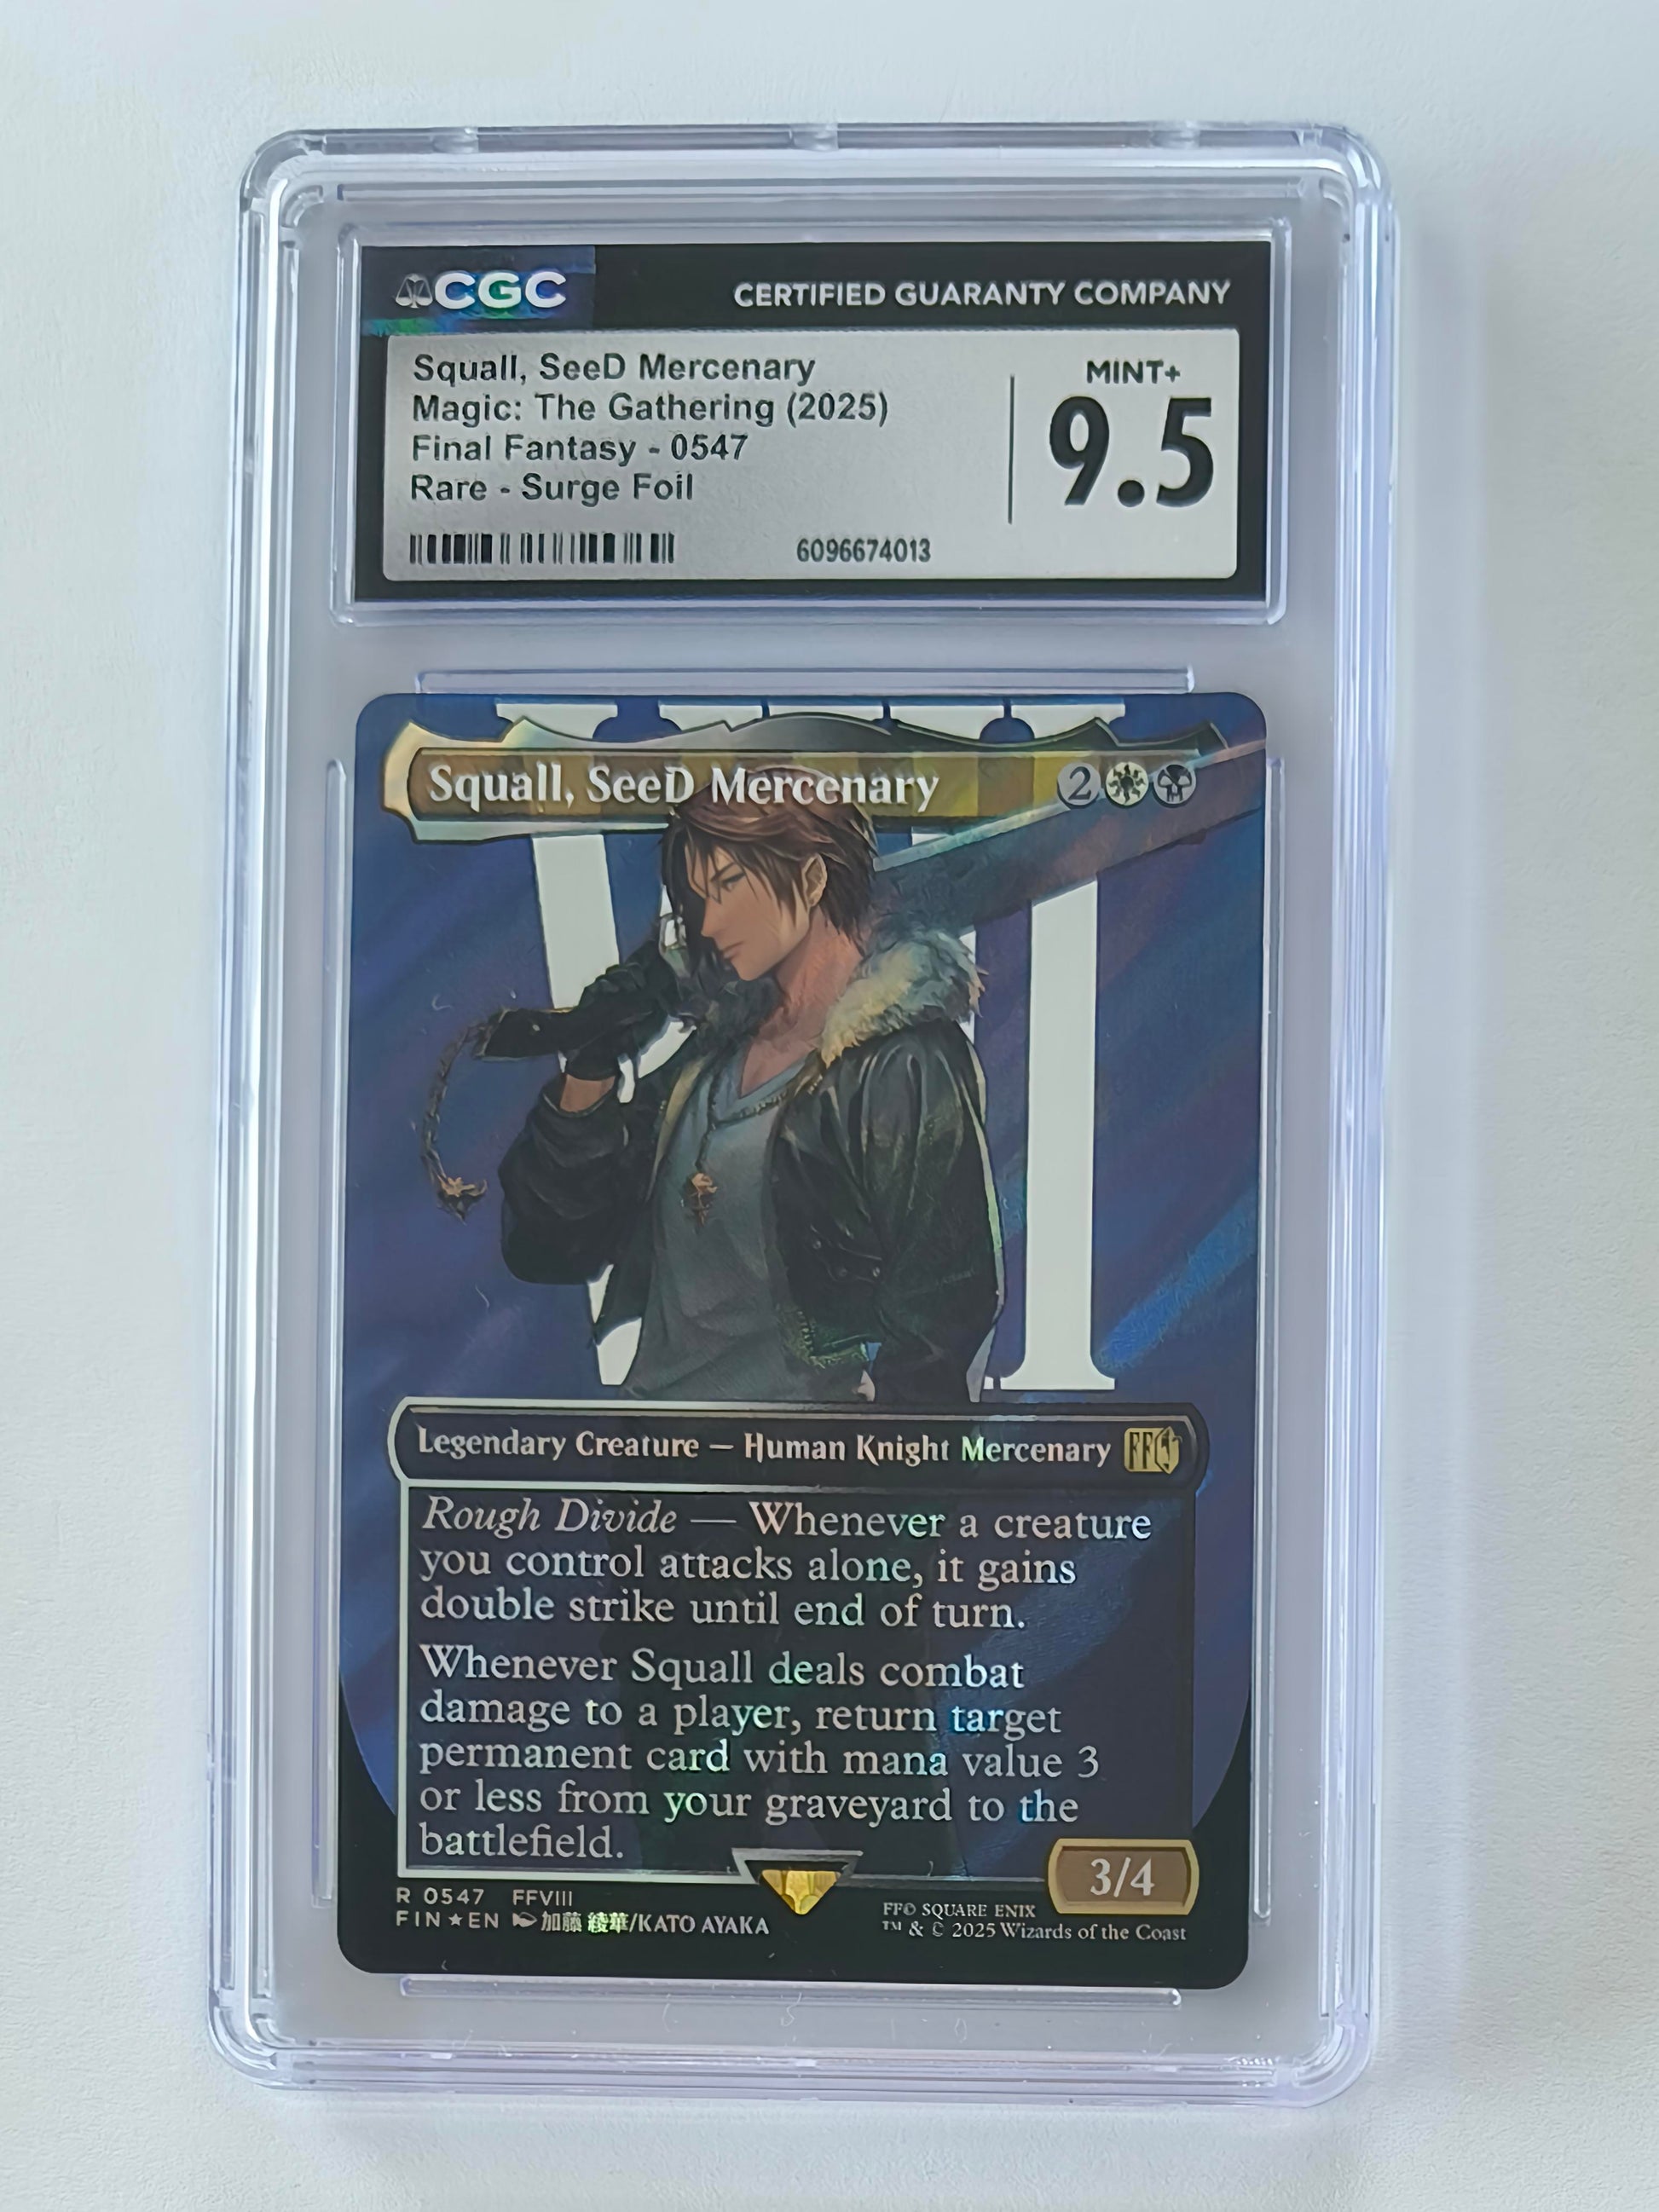 CGC
CERTIFIED GUARANTY COMPANY
Squall, SeeD Mercenary
Magic: The Gathering (2025)
Final Fantasy - 0547
Rare - Surge Foil
MINT+
9.5
6096674013
VIII
Squall, SeeD Mercenary 2
Legendary Creature — Human Knight Mercenary FF
Rough Divide — Whenever a creature
you control attacks alone, it gains
double strike until end of turn.
Whenever Squall deals combat
damage to a player, return target
permanent card with mana value 3
or less from your graveyard to the
battlefield.
3/4
R 0547 FFVIII
FIN★EN 加藤 綾華/KATO AYAKA
FF© SQUARE ENIX
™ & © 2025 Wizards of the Coast